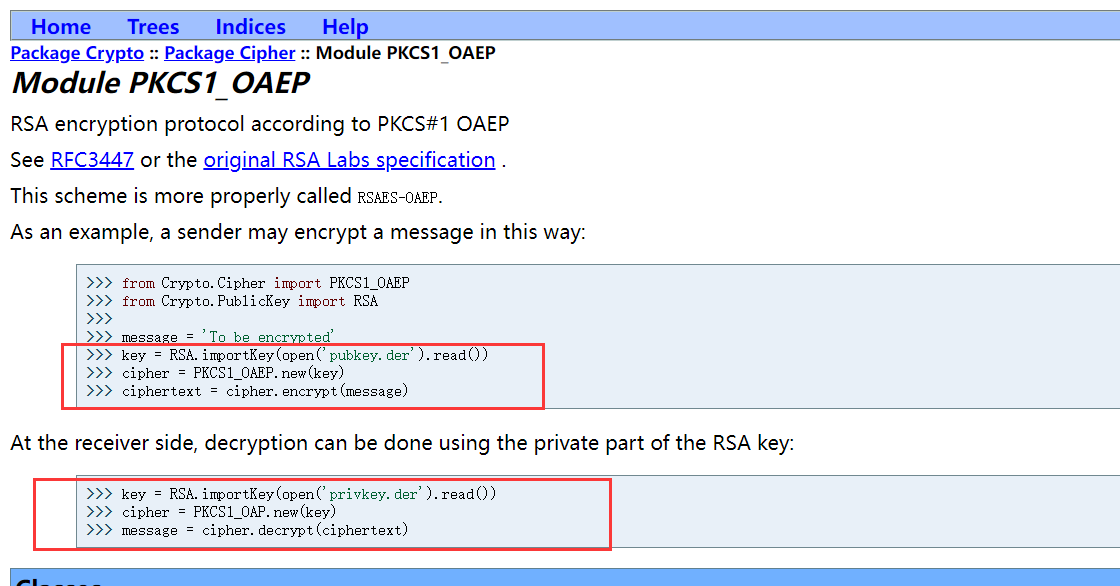 Home Trees Indices Help
Package Crypto :: Package Cipher :: Module PKCS1_OAEP
Module PKCS1_OAEP
RSA encryption protocol according to PKCS#1 OAEP
See RFC3447 or the original RSA Labs specification .
This scheme is more properly called RSAES-OAEP.
As an example, a sender may encrypt a message in this way:
>>> from Crypto.Cipher import PKCS1_OAEP
>>> from Crypto.PublicKey import RSA
>>>
>>> message = 'To be encrypted'
>>> key = RSA.importKey(open('pubkey.der').read())
>>> cipher = PKCS1_OAEP.new(key)
>>> ciphertext = cipher.encrypt(message)
At the receiver side, decryption can be done using the private part of the RSA key:
>>> key = RSA.importKey(open('privkey.der').read())
>>> cipher = PKCS1_OAP.new(key)
>>> message = cipher.decrypt(ciphertext)
Classes